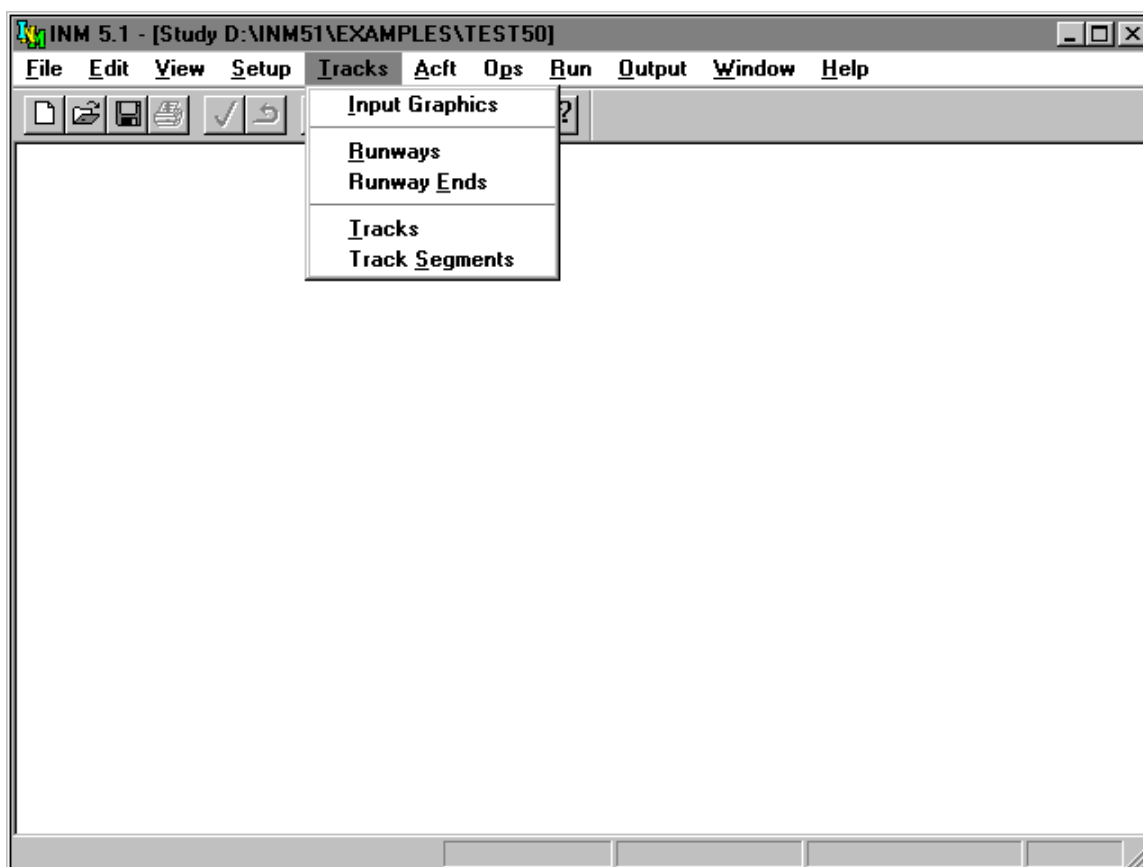 INM 5.1 - [Study D:\INM51\EXAMPLES\TEST50]
File Edit View Setup Tracks Acft Ops Run Output Window Help
?
Input Graphics
Runways
Runway Ends
Tracks
Track Segments